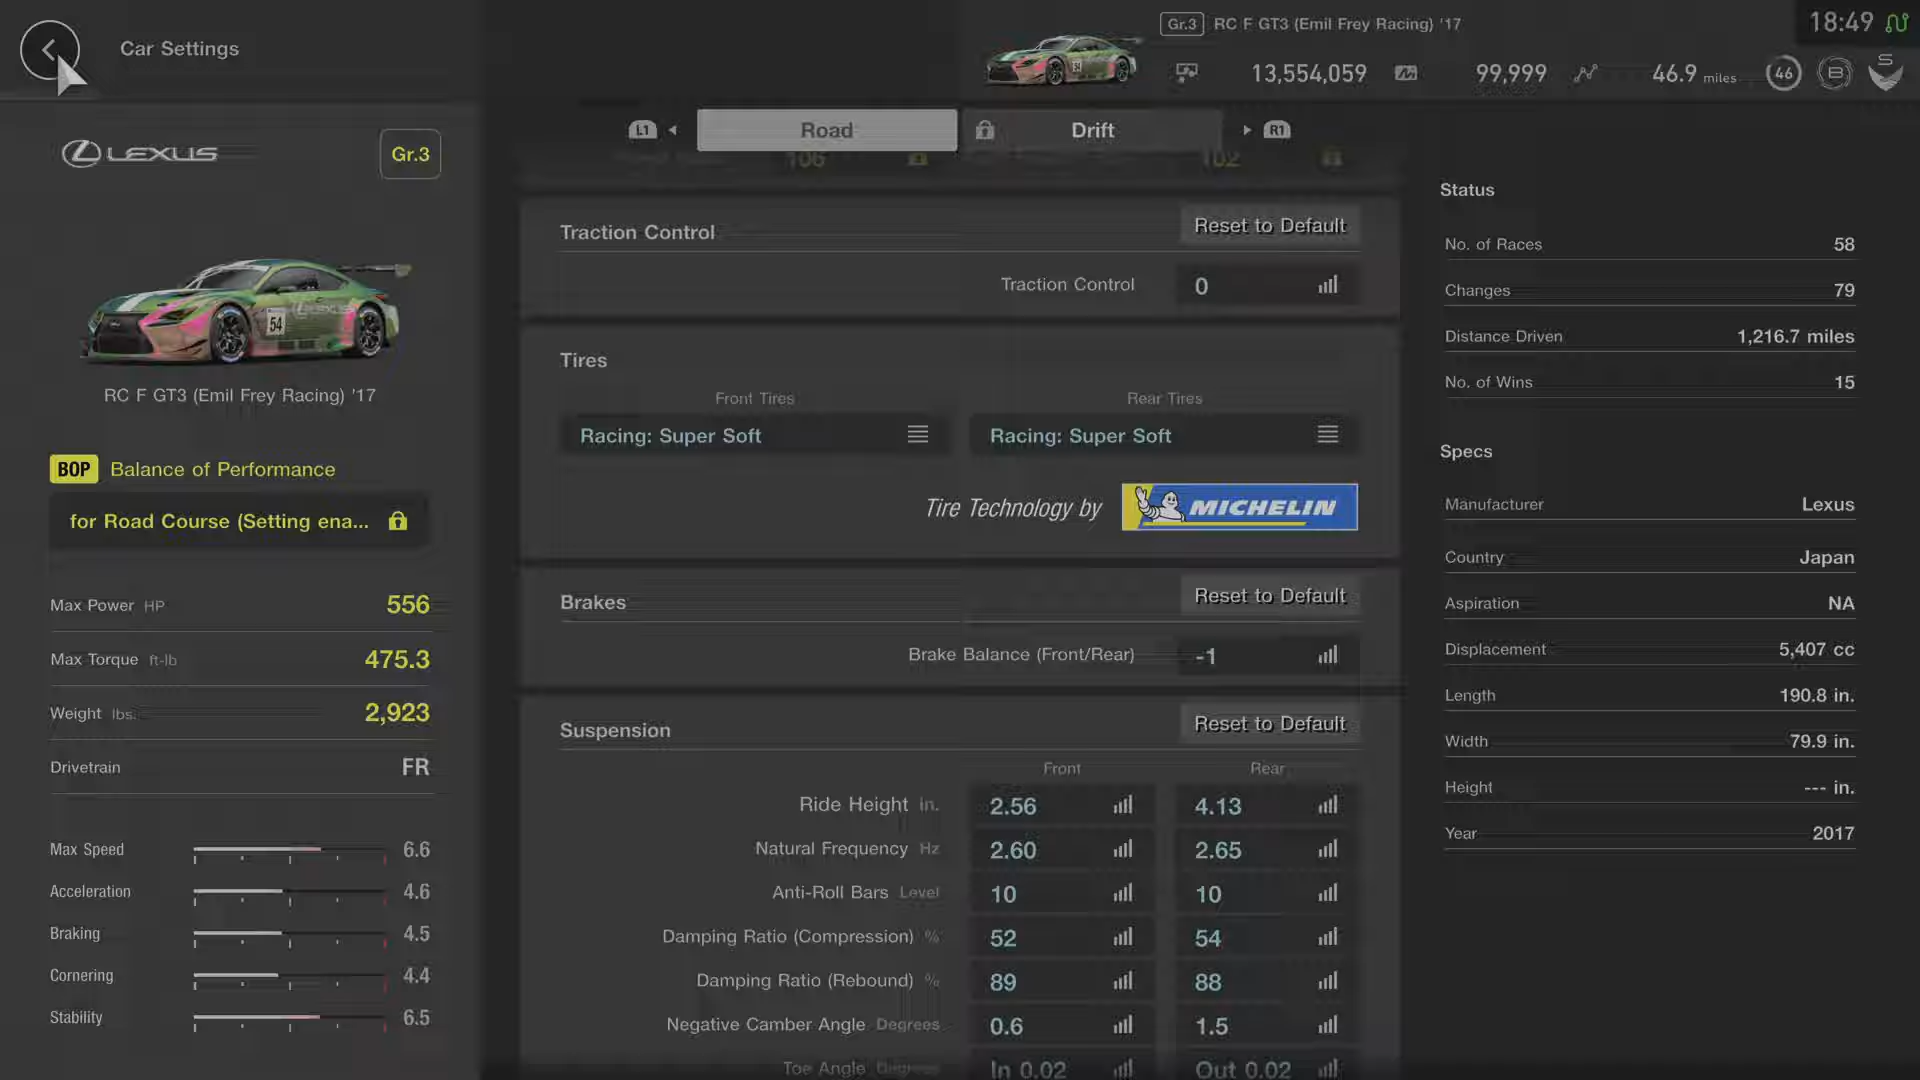 Car Settings
Gr.3 RC F GT3 (Emil Frey Racing) '17
18:49
13,554,059
99,999
46.9 miles
46
B
S
L1
Road
Drift
R1
106
102
LEXUS
Gr.3
54
RC F GT3 (Emil Frey Racing) '17
BOP Balance of Performance
for Road Course (Setting ena...
Max Power HP 556
Max Torque ft-lb 475.3
Weight lbs. 2,923
Drivetrain FR
Max Speed 6.6
Acceleration 4.6
Braking 4.5
Cornering 4.4
Stability 6.5
Traction Control Reset to Default
Traction Control 0
Tires
Front Tires Rear Tires
Racing: Super Soft Racing: Super Soft
Tire Technology by MICHELIN
Brakes Reset to Default
Brake Balance (Front/Rear) -1
Suspension Reset to Default
Front Rear
Ride Height in. 2.56 4.13
Natural Frequency Hz 2.60 2.65
Anti-Roll Bars Level 10 10
Damping Ratio (Compression) % 52 54
Damping Ratio (Rebound) % 89 88
Negative Camber Angle Degrees 0.6 1.5
Toe Angle Degrees In 0.02 Out 0.02
Status
No. of Races 58
Changes 79
Distance Driven 1,216.7 miles
No. of Wins 15
Specs
Manufacturer Lexus
Country Japan
Aspiration NA
Displacement 5,407 cc
Length 190.8 in.
Width 79.9 in.
Height --- in.
Year 2017